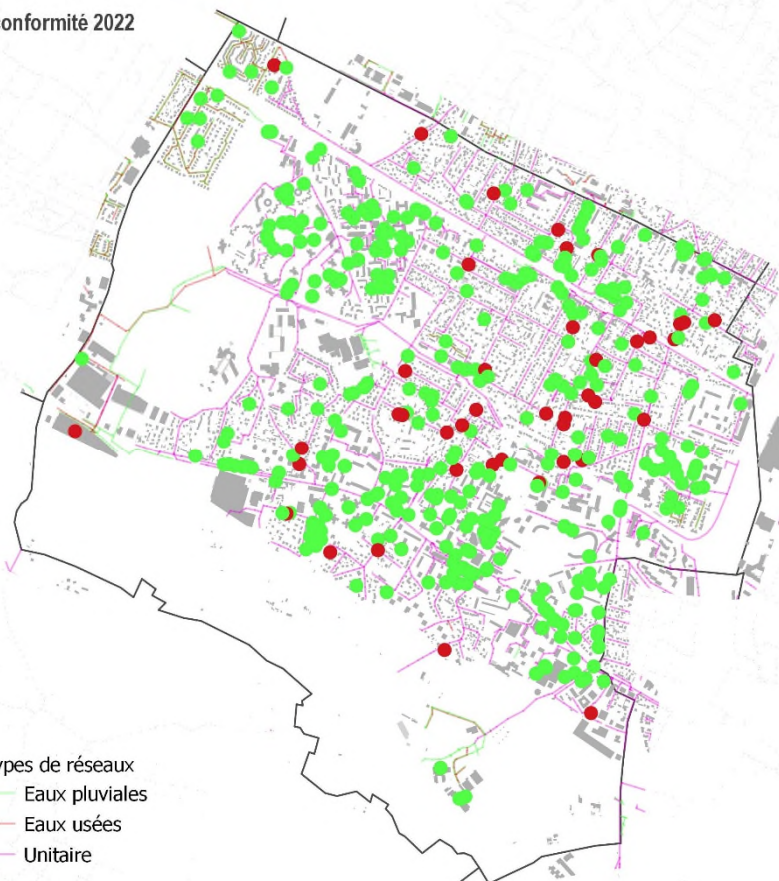 onformité 2022
ypes de réseaux
Eaux pluviales
Eaux usées
Unitaire